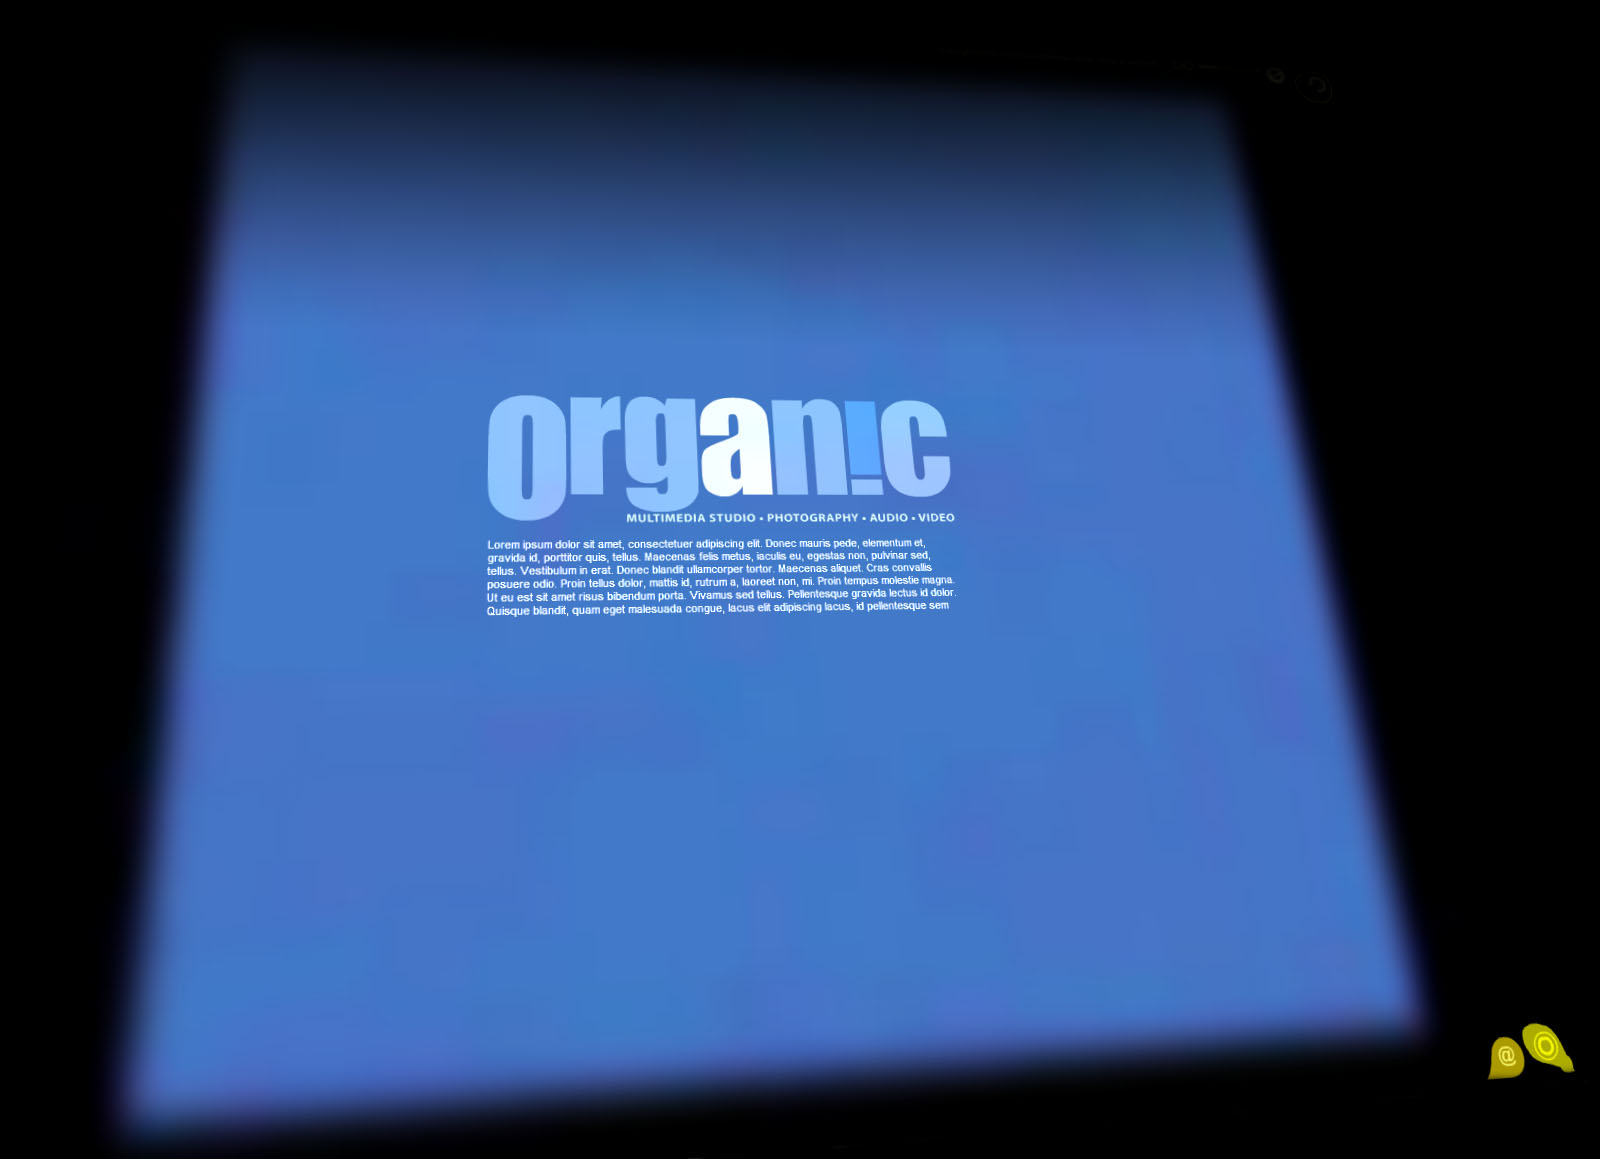 organ!c
MULTIMEDIA STUDIO • PHOTOGRAPHY • AUDIO • VIDEO
Lorem ipsum dolor sit amet, consectetuer adipiscing elit. Donec mauris pede, elementum et,
gravida id, porttitor quis, tellus. Maecenas felis metus, iaculis eu, egestas non, pulvinar sed,
tellus. Vestibulum in erat. Donec blandit ullamcorper tortor. Maecenas aliquet. Cras convallis
posuere odio. Proin tellus dolor, mattis id, rutrum a, laoreet non, mi. Proin tempus molestie magna.
Ut eu est sit amet risus bibendum porta. Vivamus sed tellus. Pellentesque gravida lectus id dolor.
Quisque blandit, quam eget malesuada congue, lacus elit adipiscing lacus, id pellentesque sem
@